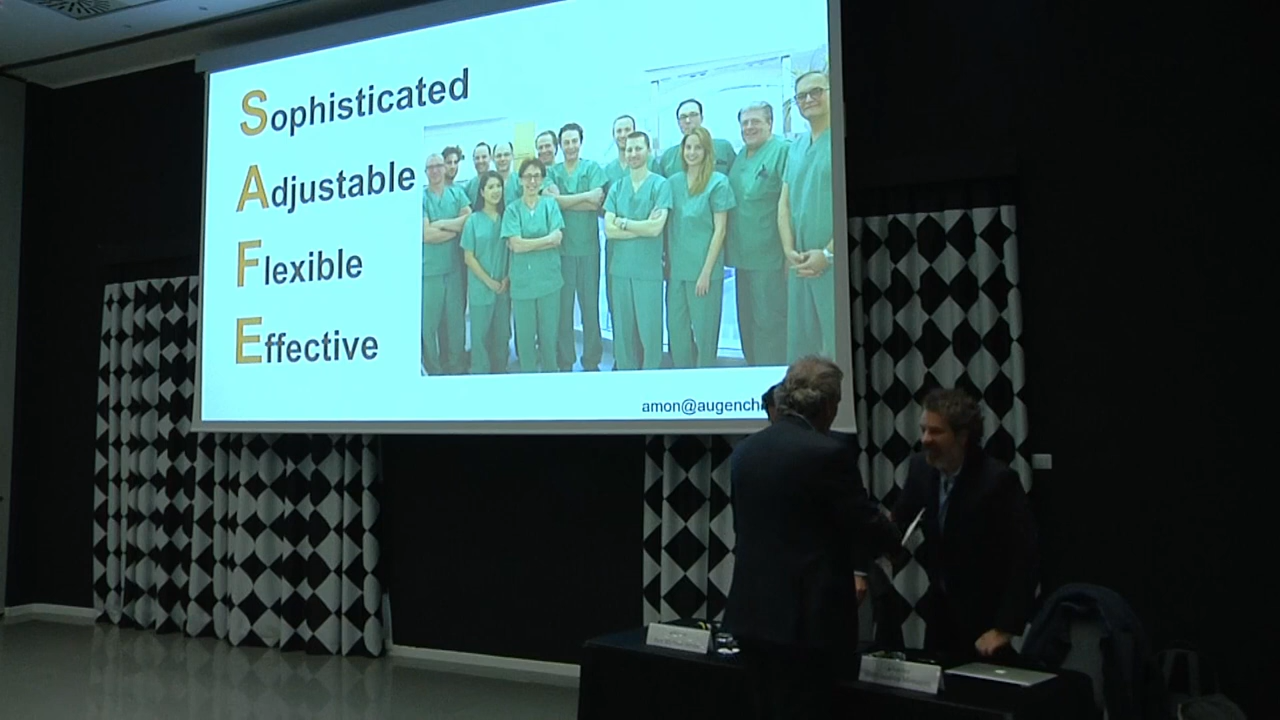 Sophisticated
Adjustable
Flexible
Effective
amon@augench